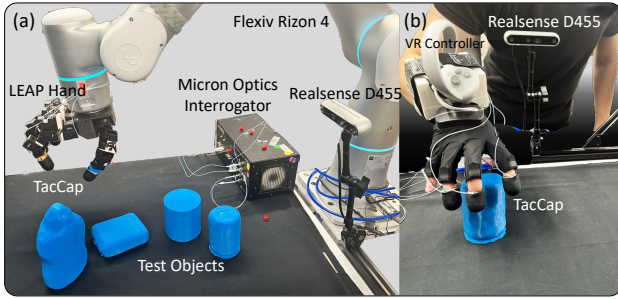 (a)
Flexiv Rizon 4
LEAP Hand
Micron Optics
Interrogator
Realsense D455
TacCap
Test Objects
(b)
Realsense D455
VR Controller
TacCap